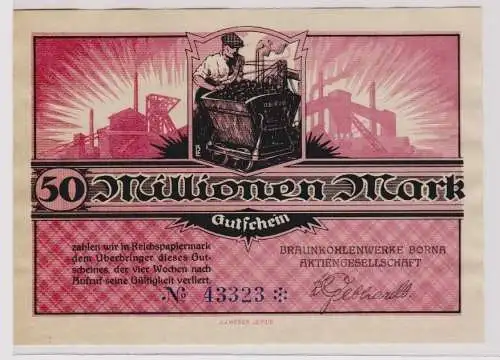 50 Millionen Mark
Gutschein
zahlen wir in Reichspapiermark
dem Überbringer dieses Gut-
scheines, der vier Wochen nach
Aufruf seine Gültigkeit verliert.
BRAUNKOHLENWERKE BORNA
AKTIENGESELLSCHAFT
№ 43323 ❇